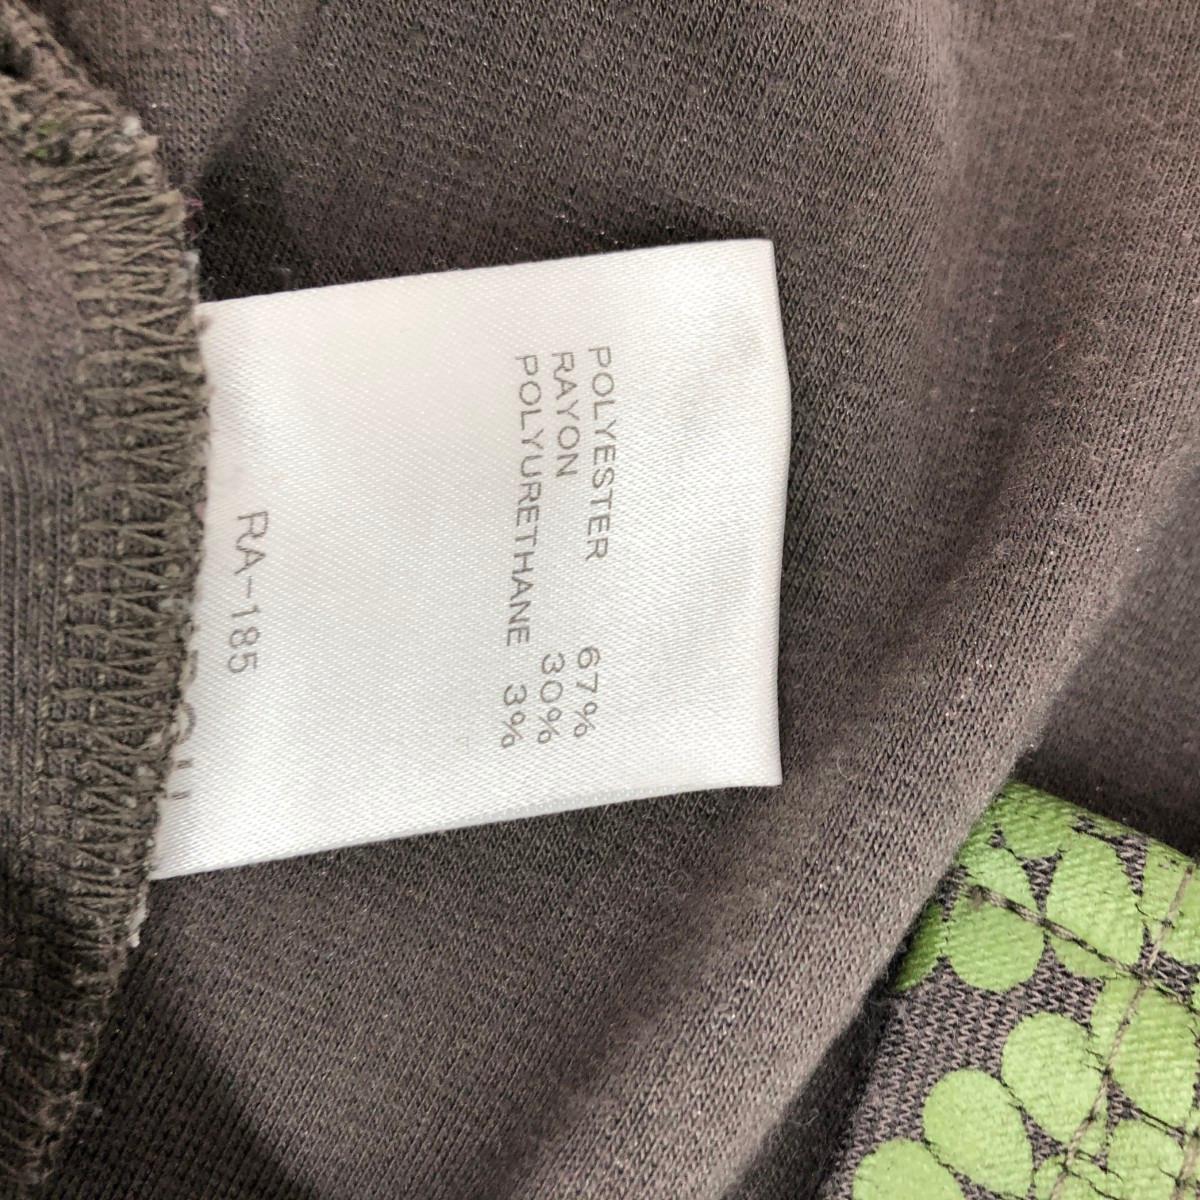 POLYESTER 67%
RAYON 30%
POLYURETHANE 3%
RA-185